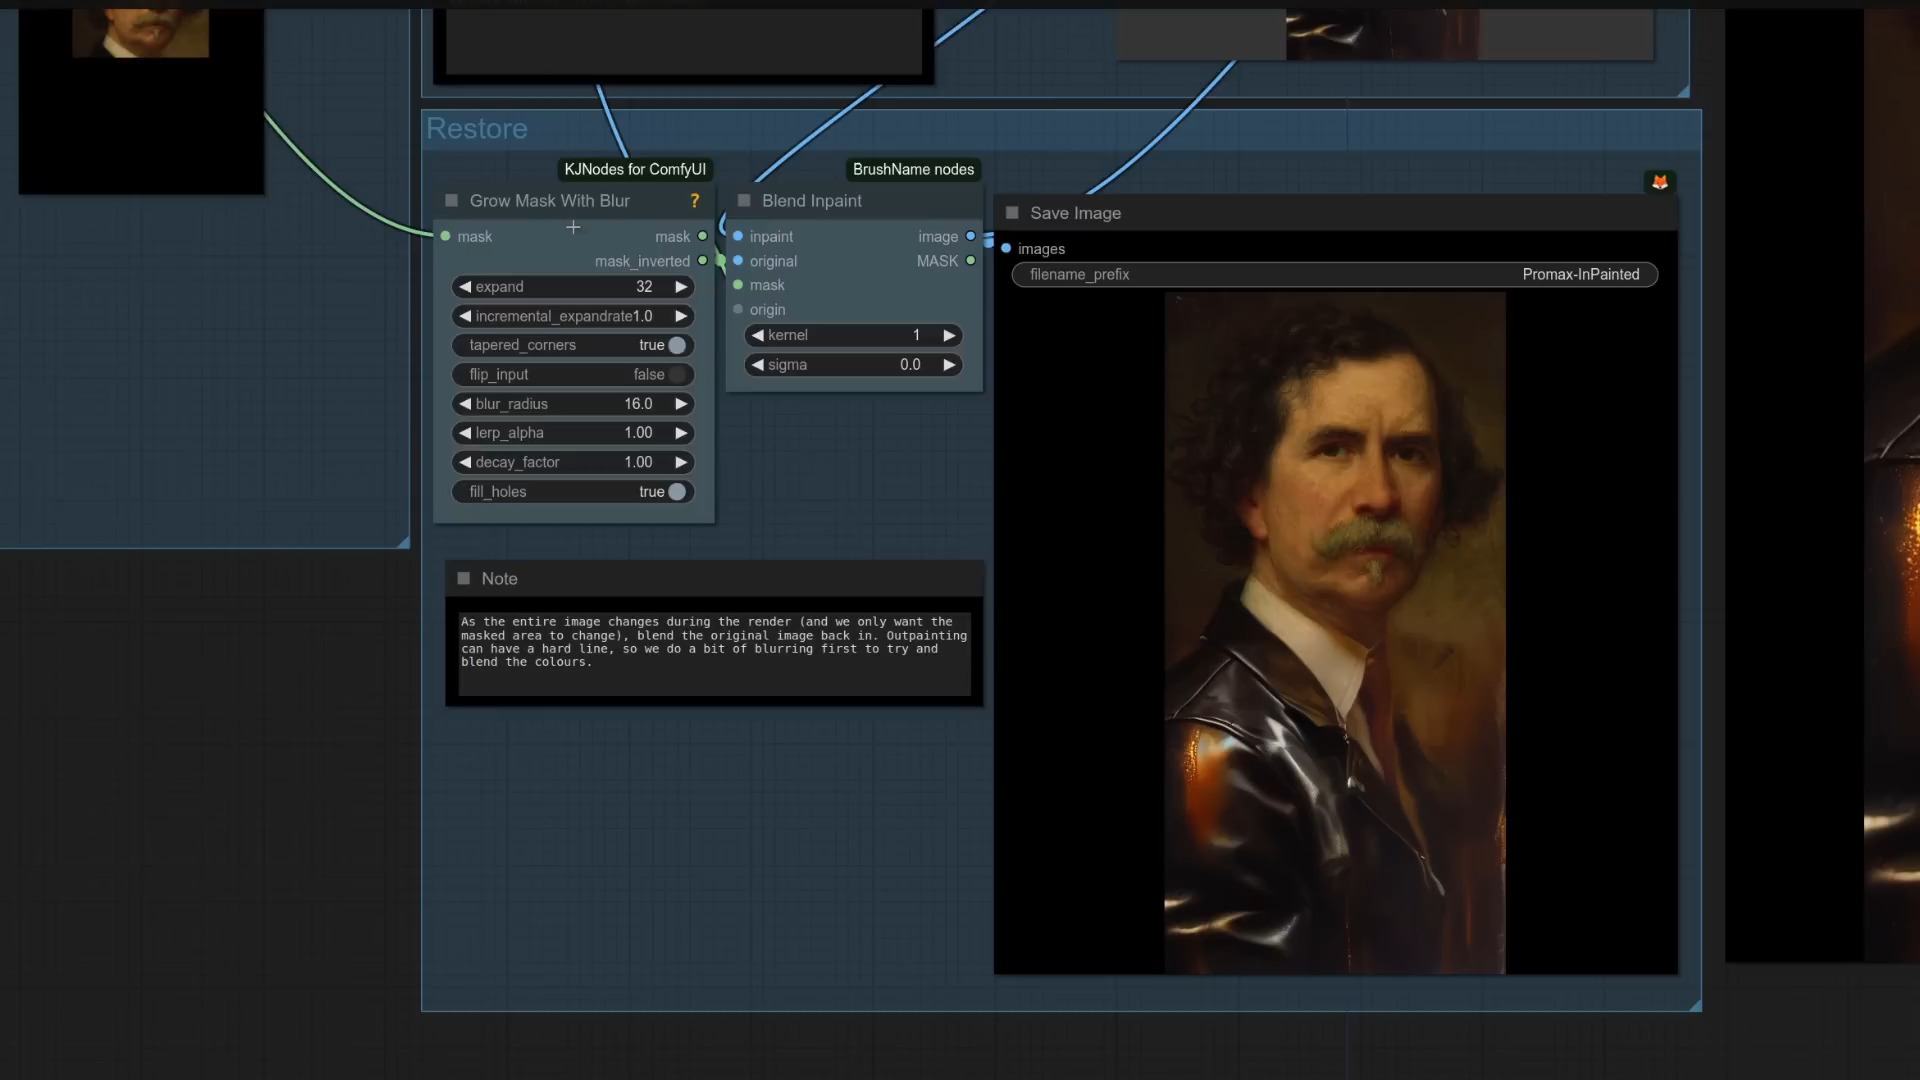 Restore
KJNodes for ComfyUI
BrushName nodes
Grow Mask With Blur ?
mask
mask
mask_inverted
expand 32
incremental_expandrate 1.0
tapered_corners true
flip_input false
blur_radius 16.0
lerp_alpha 1.00
decay_factor 1.00
fill_holes true
Blend Inpaint
inpaint
image
original
MASK
mask
origin
kernel 1
sigma 0.0
Save Image
images
filename_prefix Promax-InPainted
Note
As the entire image changes during the render (and we only want the
masked area to change), blend the original image back in. Outpainting
can have a hard line, so we do a bit of blurring first to try and
blend the colours.